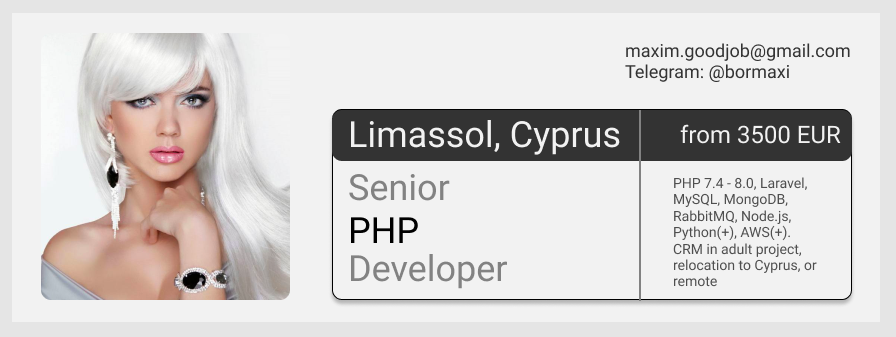 maxim.goodjob@gmail.com
Telegram: @bormaxi
Limassol, Cyprus
from 3500 EUR
Senior
PHP
Developer
PHP 7.4 - 8.0, Laravel,
MySQL, MongoDB,
RabbitMQ, Node.js,
Python(+), AWS(+).
CRM in adult project,
relocation to Cyprus, or
remote